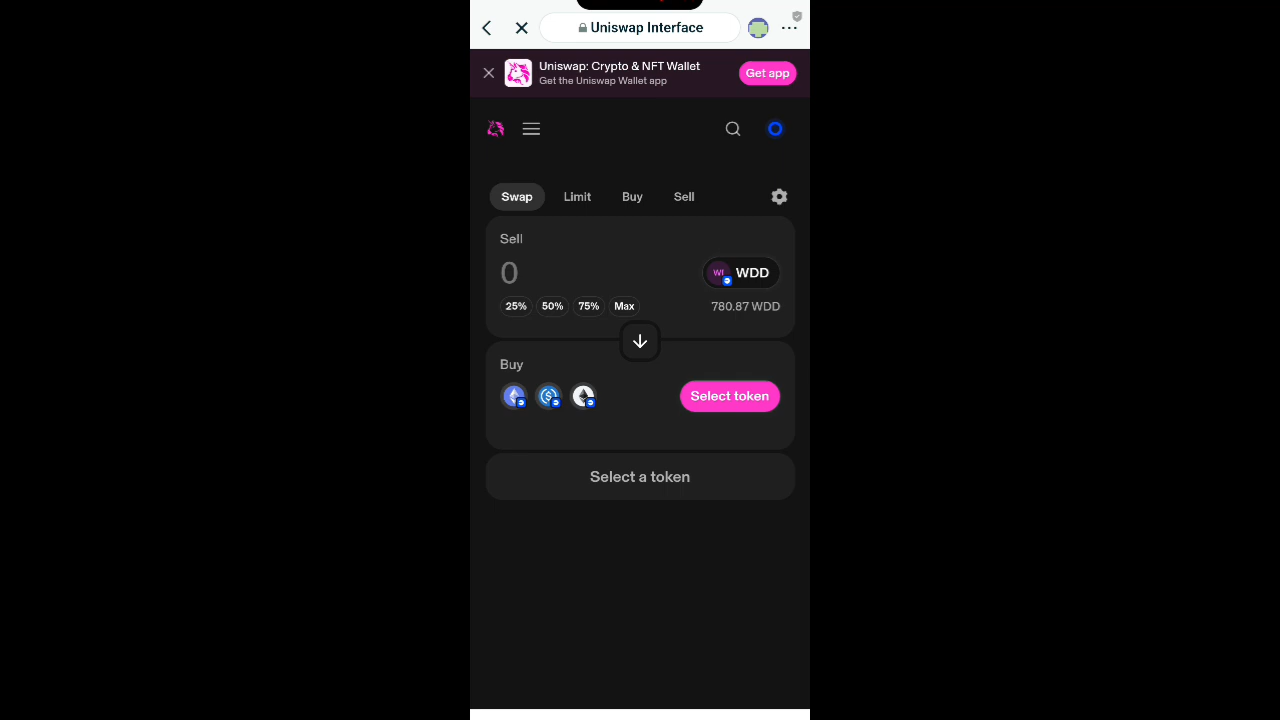 Uniswap Interface
Uniswap: Crypto & NFT Wallet
Get the Uniswap Wallet app
Get app
Swap Limit Buy Sell
Sell
0
WI WDD
25% 50% 75% Max
780.87 WDD
Buy
Select token
Select a token